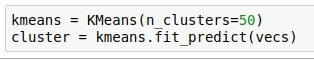 kmeans = KMeans(n_clusters=50)
cluster = kmeans.fit_predict(vecs)